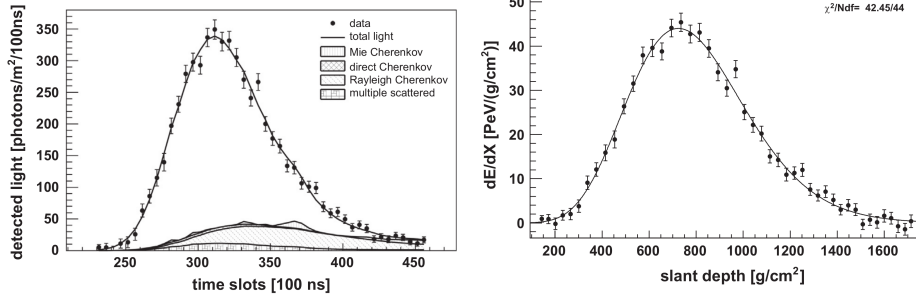 detected light [photons/m²/100ns]
350
300
250
200
150
100
50
0
data
total light
Mie Cherenkov
direct Cherenkov
Rayleigh Cherenkov
multiple scattered
250 300 350 400 450
time slots [100 ns]
χ²/Ndf= 42.45/44
dE/dX [PeV/(g/cm²)]
50
40
30
20
10
0
200 400 600 800 1000 1200 1400 1600
slant depth [g/cm²]